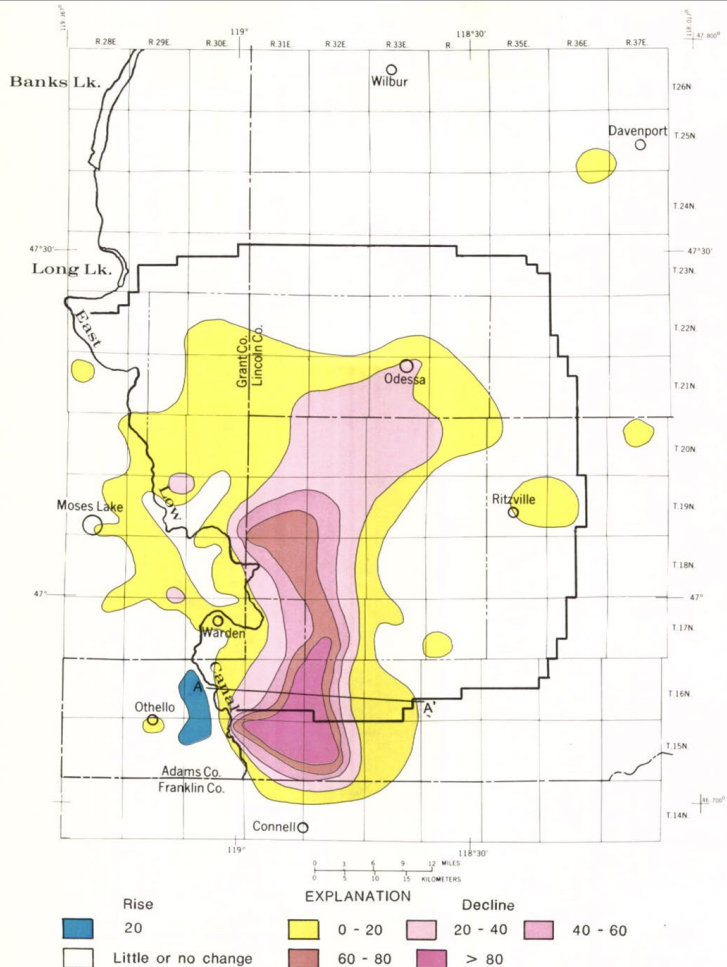 119° 118°30'
R.28E. R.29E. R.30E. R.31E. R.32E. R.33E R. R.35E. R.36E. R.37E.
Banks Lk.
Wilbur
T.26N
Davenport
T.25N
T.24N.
47°30' 47°30'
Long Lk.
T.23N.
East
T.22N
Grant Co.
Lincoln Co.
Odessa
T.21N
T.20N
Low
Moses Lake
Ritzville
T.19N
T.18N
47° 47°
Warden
T.17N
Canal
A A'
T.16N
Othello
T.15N
Adams Co.
Franklin Co.
T.14N
Connell
119° 118°30'
0 3 6 9 12 MILES
0 5 10 15 KILOMETERS
EXPLANATION
Rise Decline
20 0 - 20 20 - 40 40 - 60
Little or no change 60 - 80 > 80